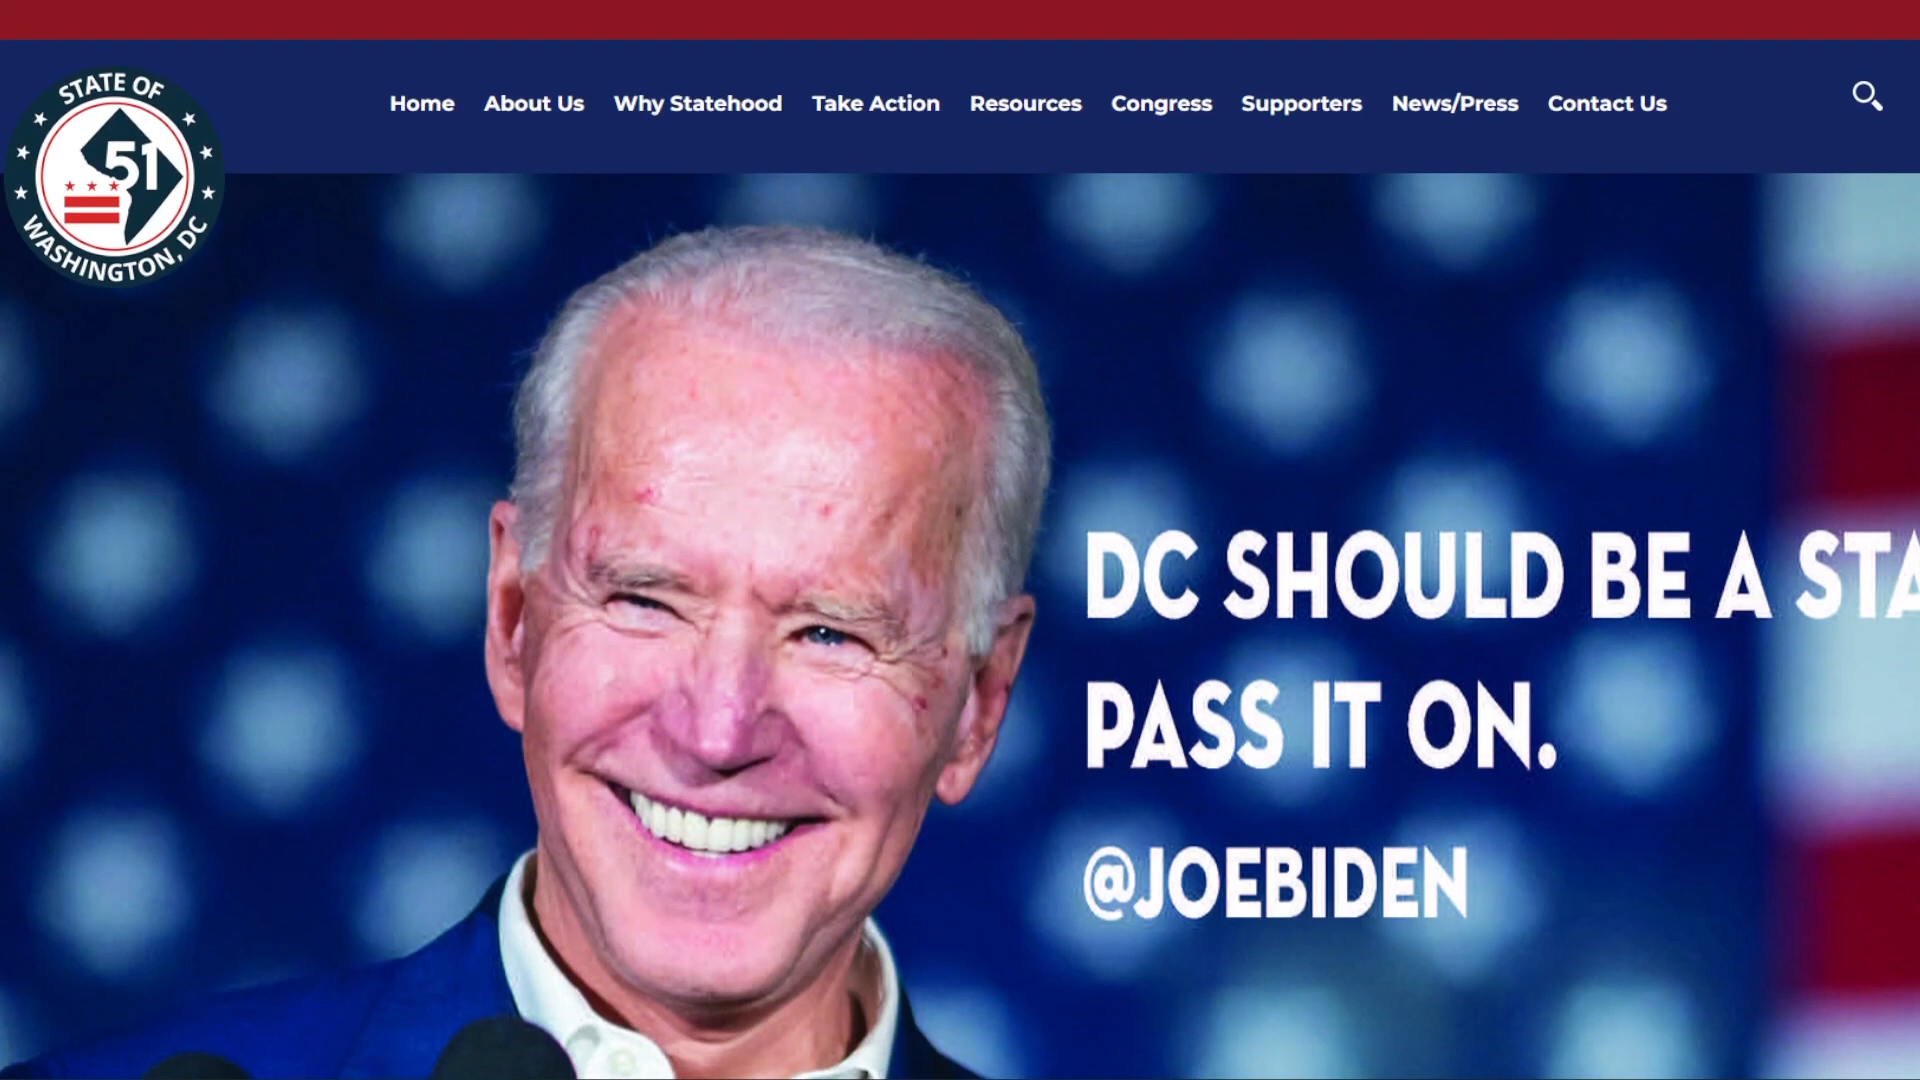 STATE OF
51
WASHINGTON, DC
Home About Us Why Statehood Take Action Resources Congress Supporters News/Press Contact Us
DC SHOULD BE A STA
PASS IT ON.
@JOEBIDEN